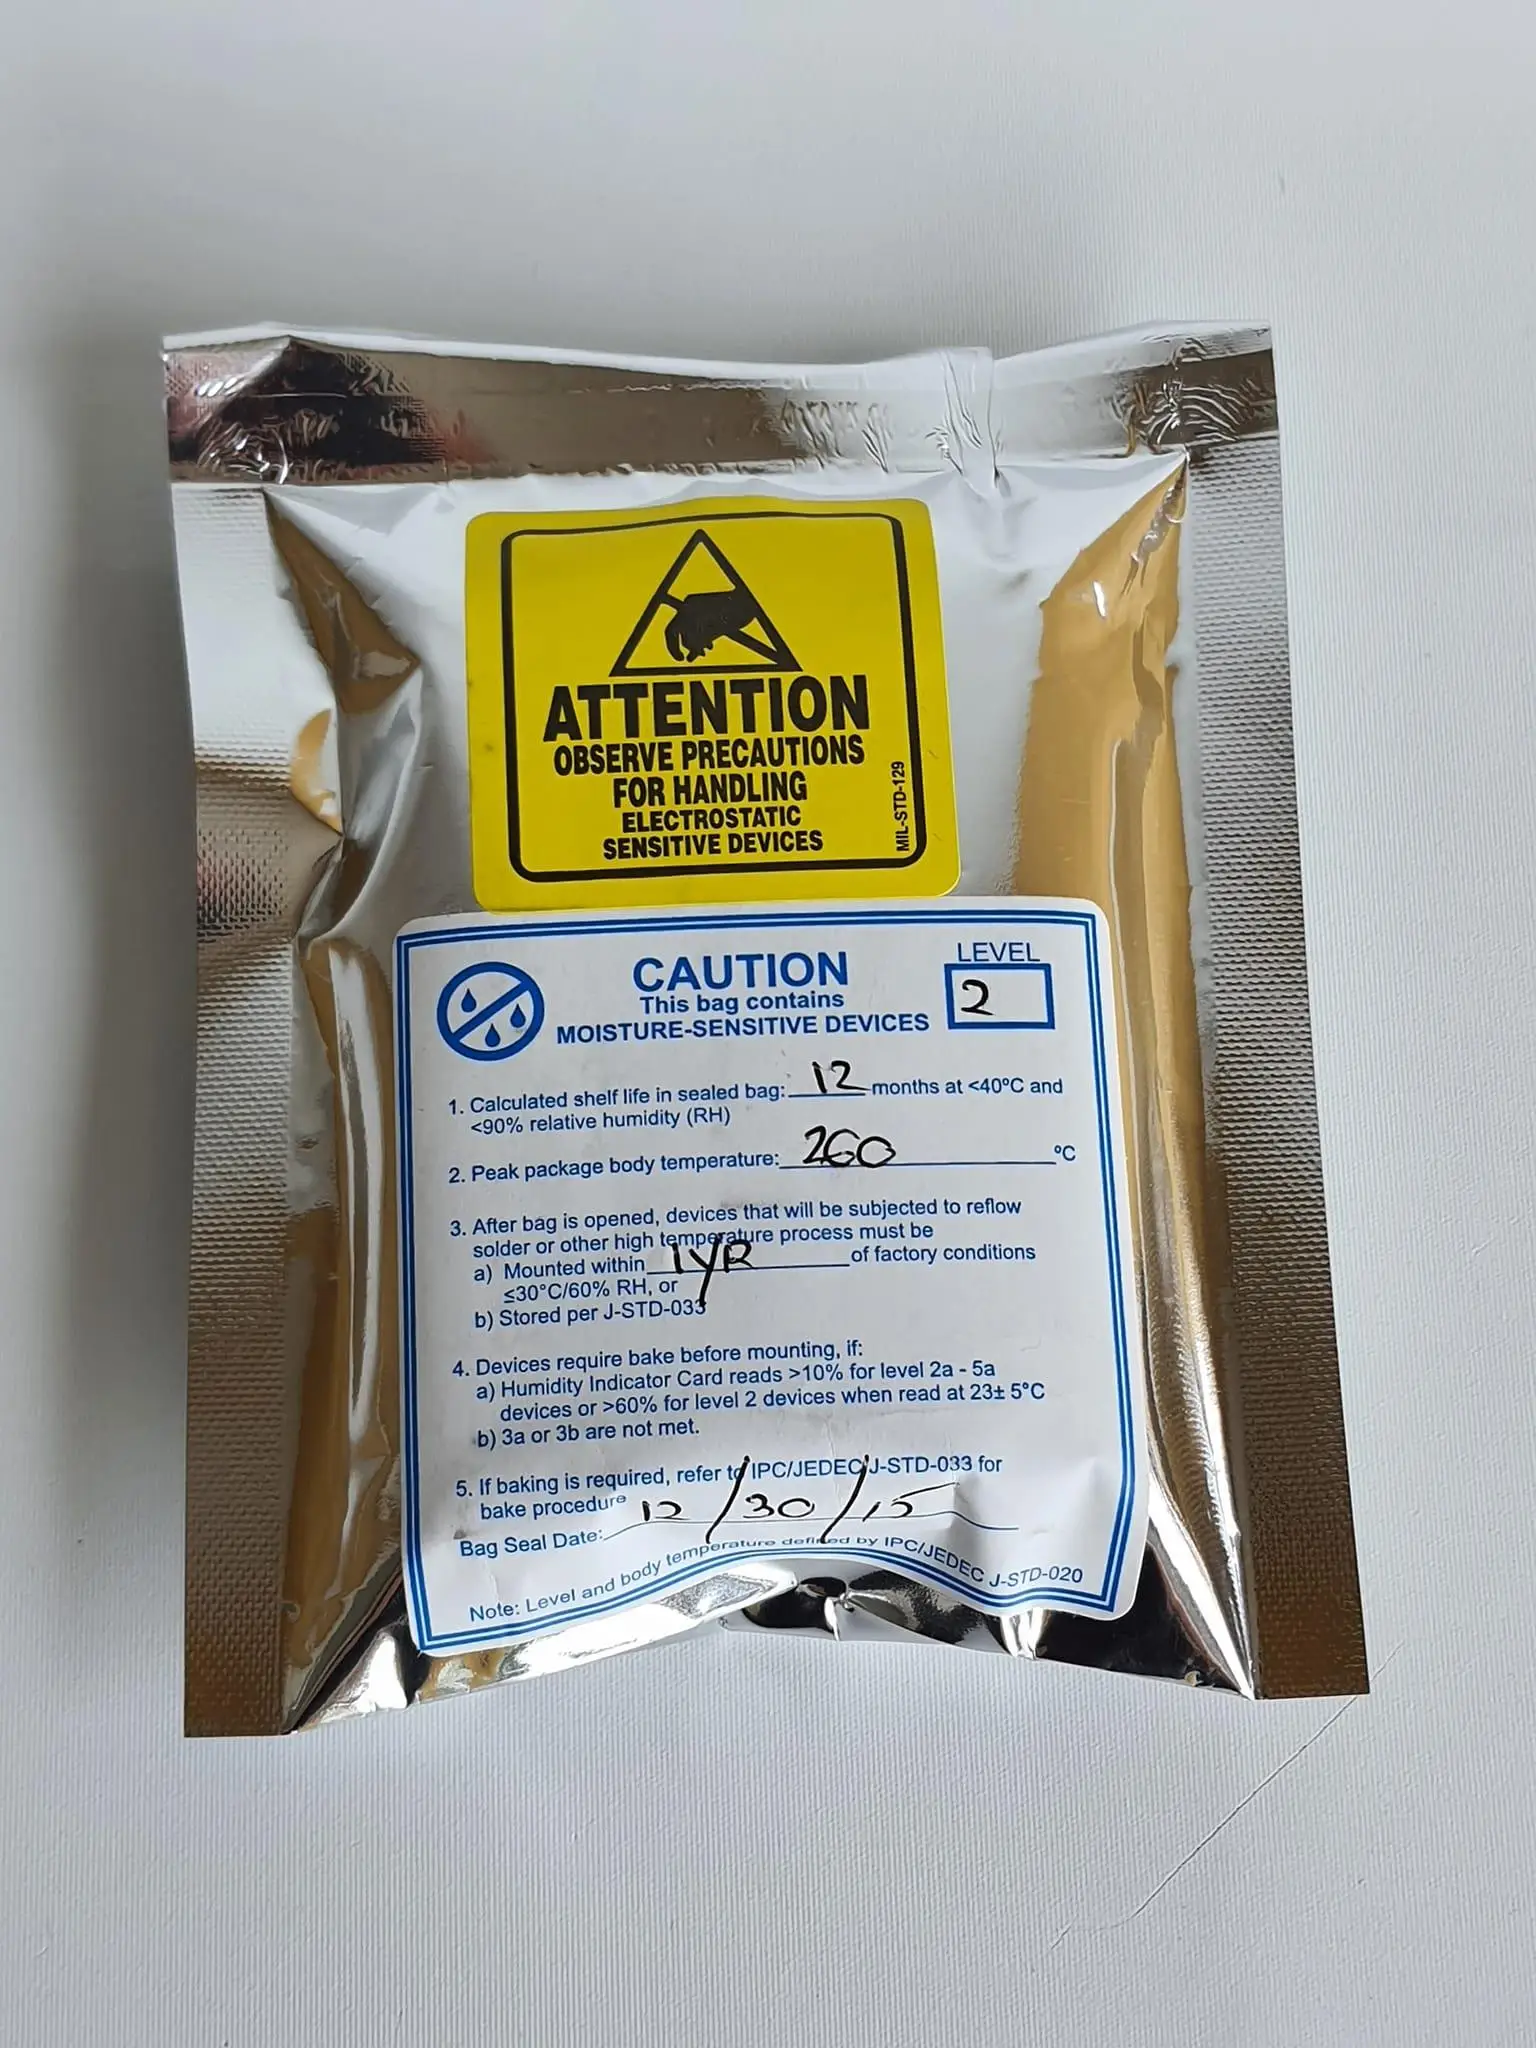 ATTENTION
OBSERVE PRECAUTIONS
FOR HANDLING
ELECTROSTATIC
SENSITIVE DEVICES
MIL-STD-129
CAUTION
This bag contains
MOISTURE-SENSITIVE DEVICES
LEVEL
2
1. Calculated shelf life in sealed bag: 12 months at <40°C and
<90% relative humidity (RH)
2. Peak package body temperature: 260 °C
3. After bag is opened, devices that will be subjected to reflow
solder or other high temperature process must be
a) Mounted within 1YR of factory conditions
≤30°C/60% RH, or
b) Stored per J-STD-033
4. Devices require bake before mounting, if:
a) Humidity Indicator Card reads >10% for level 2a - 5a
devices or >60% for level 2 devices when read at 23± 5°C
b) 3a or 3b are not met.
5. If baking is required, refer to IPC/JEDEC J-STD-033 for
bake procedure
Bag Seal Date: 12/30/15
Note: Level and body temperature defined by IPC/JEDEC J-STD-020